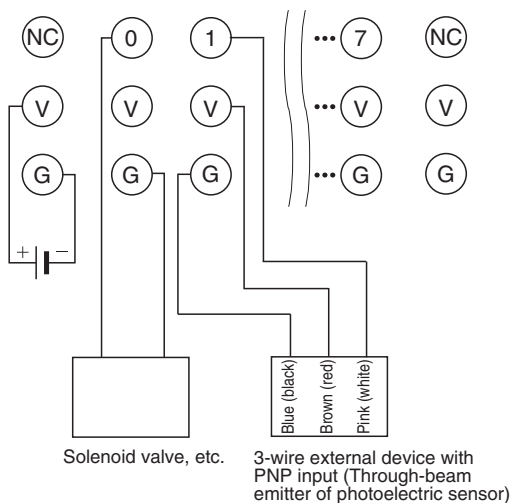 NC 0 1 ••• 7 NC
V V V ••• V V
G G G ••• G G
+ −
Blue (black)
Brown (red)
Pink (white)
Solenoid valve, etc.
3-wire external device with
PNP input (Through-beam
emitter of photoelectric sensor)